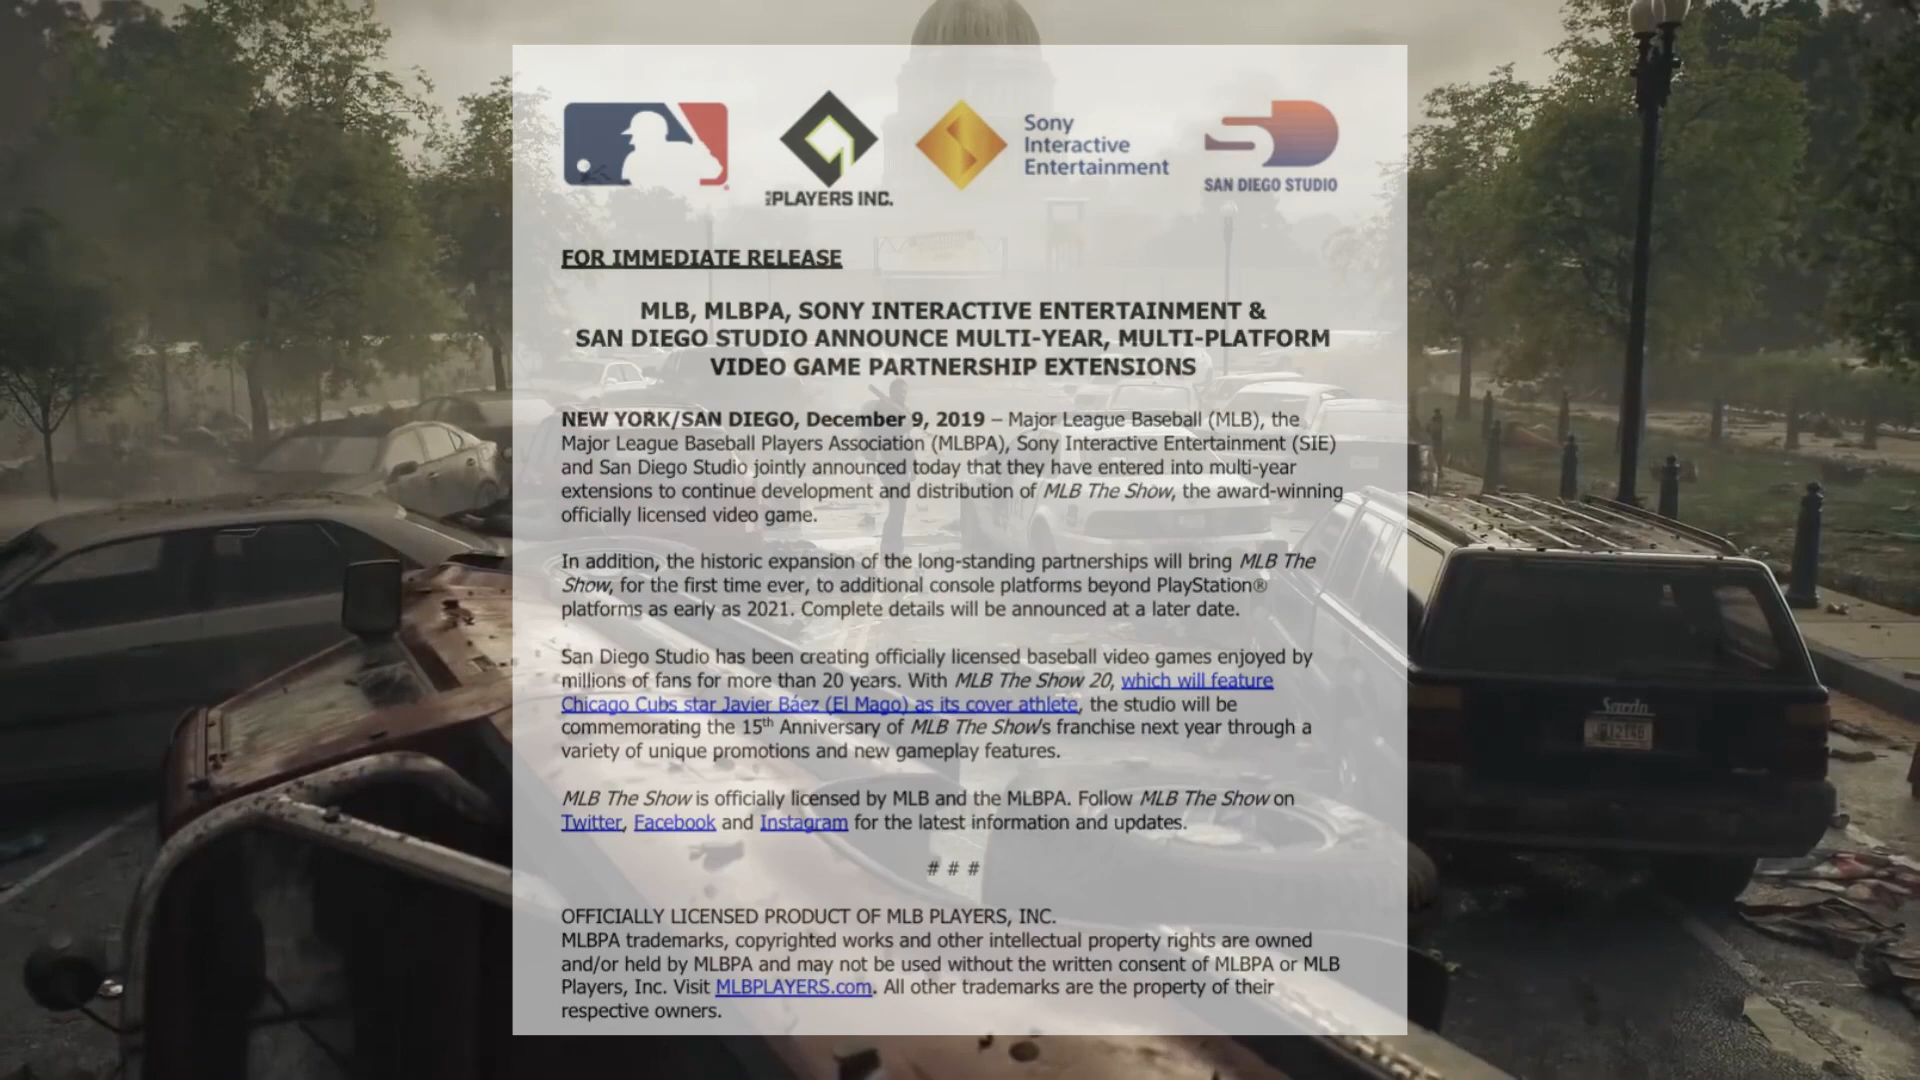 Sony
Interactive
Entertainment
PLAYERS INC.
SAN DIEGO STUDIO
FOR IMMEDIATE RELEASE
MLB, MLBPA, SONY INTERACTIVE ENTERTAINMENT &
SAN DIEGO STUDIO ANNOUNCE MULTI-YEAR, MULTI-PLATFORM
VIDEO GAME PARTNERSHIP EXTENSIONS
NEW YORK/SAN DIEGO, December 9, 2019 – Major League Baseball (MLB), the
Major League Baseball Players Association (MLBPA), Sony Interactive Entertainment (SIE)
and San Diego Studio jointly announced today that they have entered into multi-year
extensions to continue development and distribution of MLB The Show, the award-winning
officially licensed video game.
In addition, the historic expansion of the long-standing partnerships will bring MLB The
Show, for the first time ever, to additional console platforms beyond PlayStation®
platforms as early as 2021. Complete details will be announced at a later date.
San Diego Studio has been creating officially licensed baseball video games enjoyed by
millions of fans for more than 20 years. With MLB The Show 20, which will feature
Chicago Cubs star Javier Báez (El Mago) as its cover athlete, the studio will be
commemorating the 15th Anniversary of MLB The Show's franchise next year through a
variety of unique promotions and new gameplay features.
MLB The Show is officially licensed by MLB and the MLBPA. Follow MLB The Show on
Twitter, Facebook and Instagram for the latest information and updates.
# # #
OFFICIALLY LICENSED PRODUCT OF MLB PLAYERS, INC.
MLBPA trademarks, copyrighted works and other intellectual property rights are owned
and/or held by MLBPA and may not be used without the written consent of MLBPA or MLB
Players, Inc. Visit MLBPLAYERS.com. All other trademarks are the property of their
respective owners.